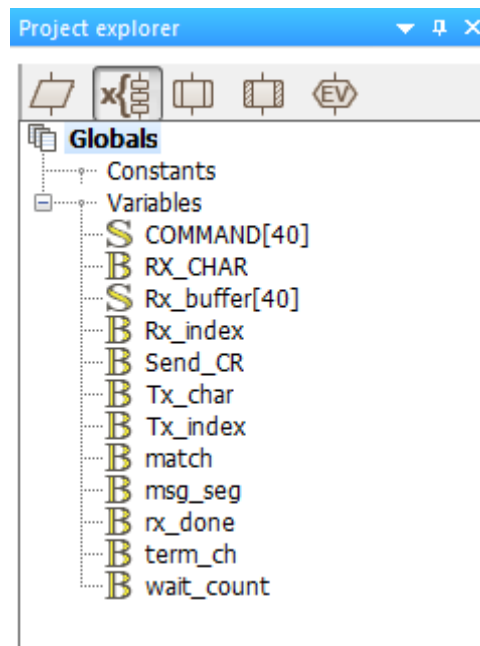 Project explorer
x{ EV
Globals
Constants
Variables
S COMMAND[40]
B RX_CHAR
S Rx_buffer[40]
B Rx_index
B Send_CR
B Tx_char
B Tx_index
B match
B msg_seg
B rx_done
B term_ch
B wait_count